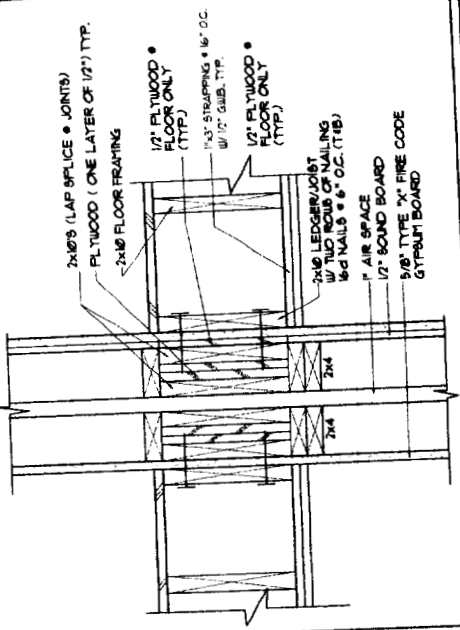 2x10'S (LAP SPLICE @ JOINTS)
PLYWOOD ( ONE LAYER OF 1/2") TYP.
2x10 FLOOR FRAMING
1/2" PLYWOOD @
FLOOR ONLY
(TYP.)
1"x3" STRAPPING @ 16" O.C.
W/ 1/2" GWB. TYP.
1/2" PLYWOOD @
FLOOR ONLY
(TYP.)
2x10 LEDGER/JOIST
W/ TWO ROWS OF NAILING
16d NAILS @ 6" O.C. (T&B)
1" AIR SPACE
1/2" SOUND BOARD
5/8" TYPE "X" FIRE CODE
GYPSUM BOARD
2x4
2x4